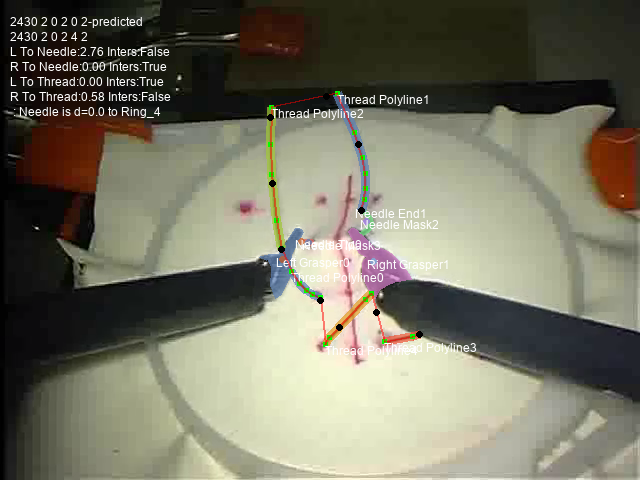 2430 2 0 2 0 2-predicted
2430 2 0 2 4 2
L To Needle:2.76 Inters:False
R To Needle:0.00 Inters:True
L To Thread:0.00 Inters:True
R To Thread:0.58 Inters:False
: Needle is d=0.0 to Ring_4
Thread Polyline1
Thread Polyline2
Needle End1
Needle Mask2
Left Grasper0
Right Grasper1
Thread Polyline0
Thread Polyline3